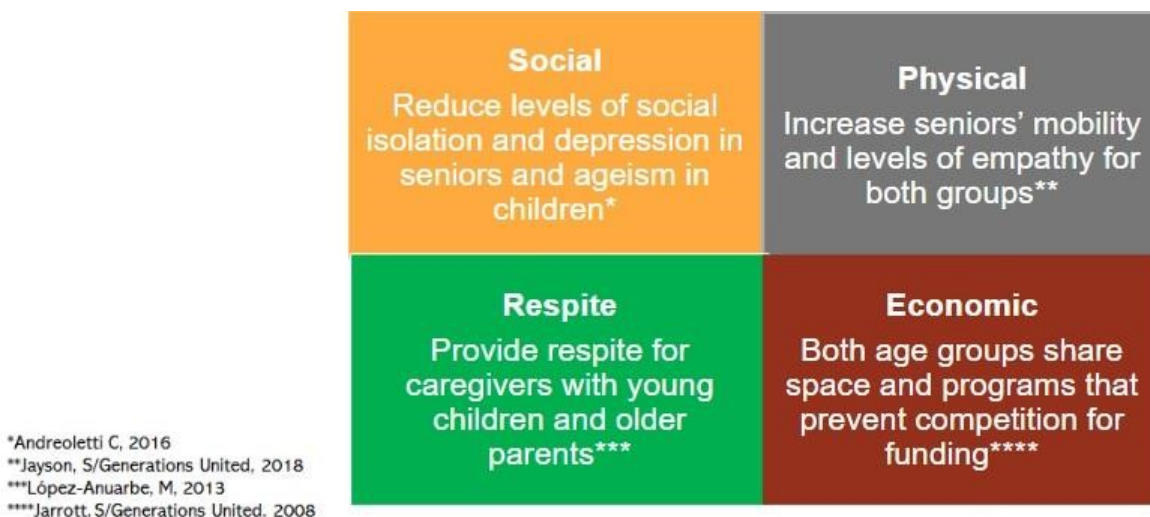 Social
Reduce levels of social
isolation and depression in
seniors and ageism in
children*
Physical
Increase seniors’ mobility
and levels of empathy for
both groups**
Respite
Provide respite for
caregivers with young
children and older
parents***
Economic
Both age groups share
space and programs that
prevent competition for
funding****
*Andreoletti C, 2016
**Jayson, S/Generations United, 2018
***López-Anuarbe, M, 2013
****Jarrott, S/Generations United, 2008